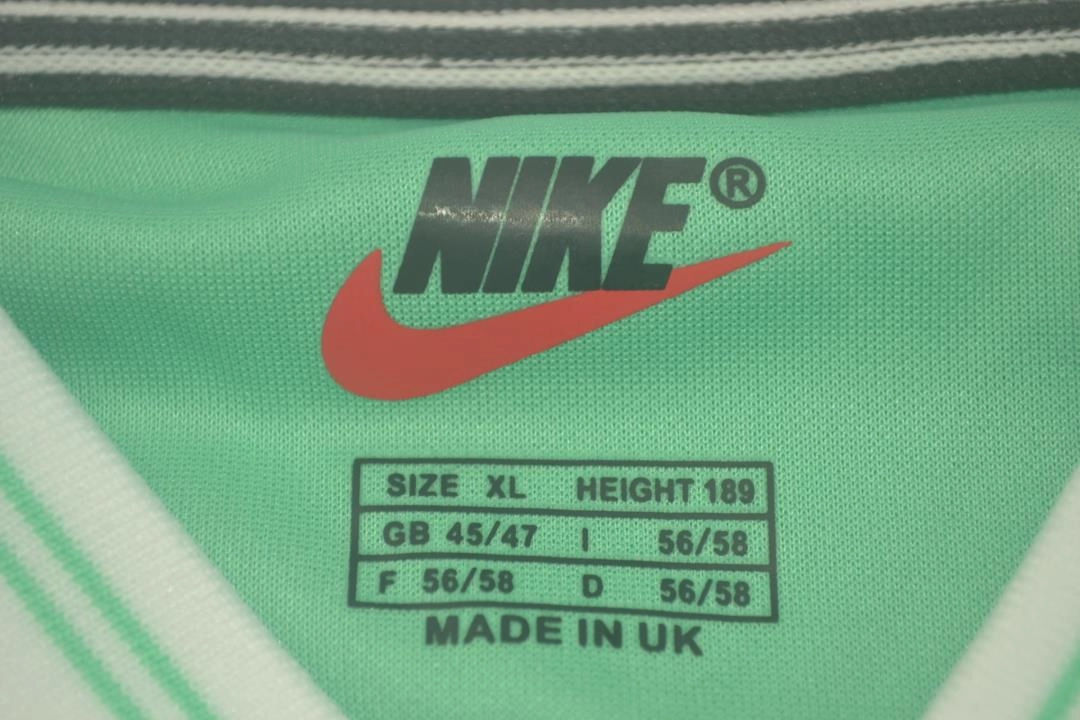 NIKE®
SIZE XL HEIGHT 189
GB 45/47 I 56/58
F 56/58 D 56/58
MADE IN UK